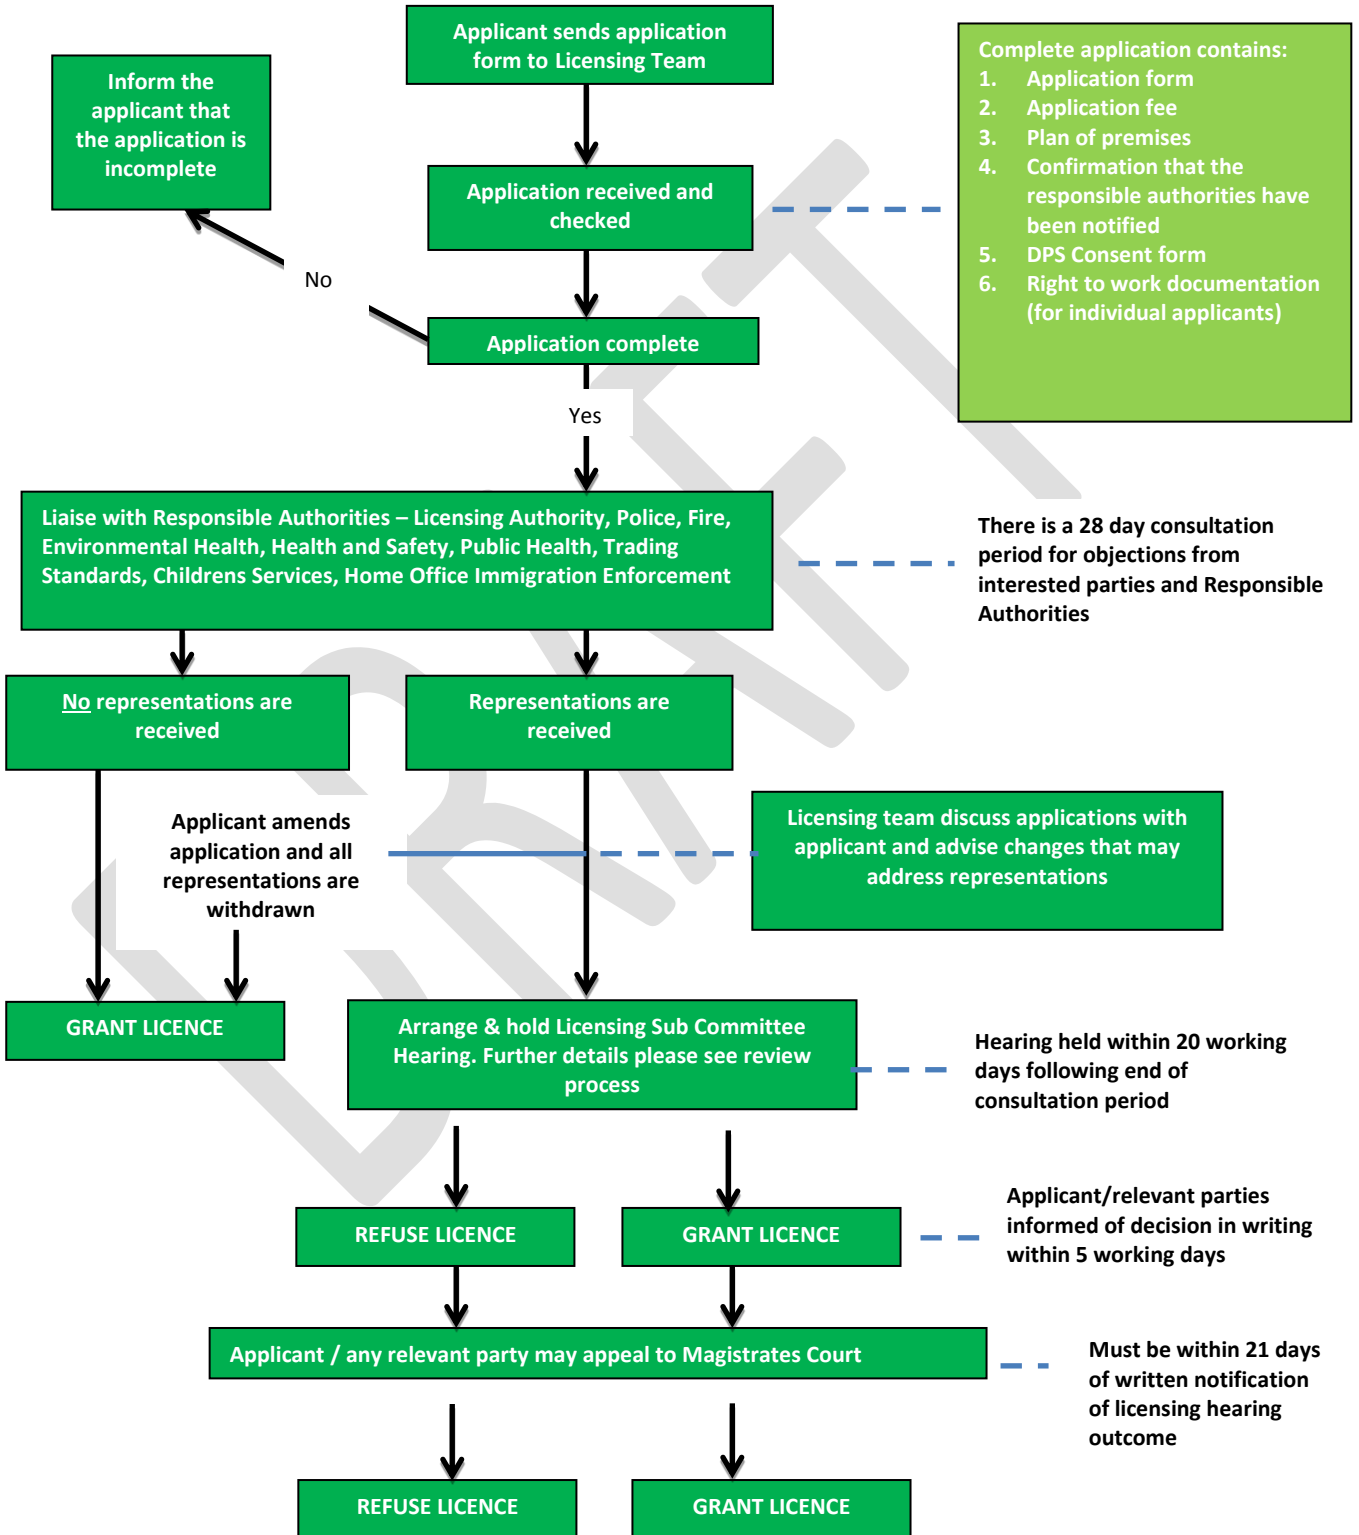 Applicant sends application
form to Licensing Team
Inform the
applicant that
the application is
incomplete
Complete application contains:
1. Application form
2. Application fee
3. Plan of premises
4. Confirmation that the
responsible authorities have
been notified
5. DPS Consent form
6. Right to work documentation
(for individual applicants)
Application received and
checked
No
Application complete
Yes
Liaise with Responsible Authorities – Licensing Authority, Police, Fire,
Environmental Health, Health and Safety, Public Health, Trading
Standards, Childrens Services, Home Office Immigration Enforcement
There is a 28 day consultation
period for objections from
interested parties and Responsible
Authorities
No representations are
received
Representations are
received
Applicant amends
application and all
representations are
withdrawn
Licensing team discuss applications with
applicant and advise changes that may
address representations
GRANT LICENCE
Arrange & hold Licensing Sub Committee
Hearing. Further details please see review
process
Hearing held within 20 working
days following end of
consultation period
REFUSE LICENCE
GRANT LICENCE
Applicant/relevant parties
informed of decision in writing
within 5 working days
Applicant / any relevant party may appeal to Magistrates Court
Must be within 21 days
of written notification
of licensing hearing
outcome
REFUSE LICENCE
GRANT LICENCE
DRAFT